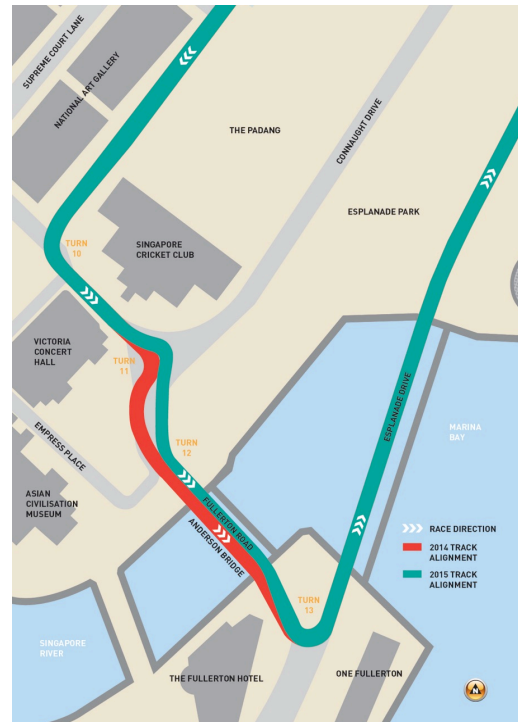 SUPREME COURT LANE
NATIONAL ART GALLERY
THE PADANG
CONNAUGHT DRIVE
ESPLANADE PARK
TURN
10
SINGAPORE
CRICKET CLUB
VICTORIA
CONCERT
HALL
TURN
11
EMPRESS PLACE
TURN
12
ESPLANADE DRIVE
MARINA
BAY
ASIAN
CIVILISATION
MUSEUM
FULLERTON ROAD
ANDERSON BRIDGE
RACE DIRECTION
2014 TRACK
ALIGNMENT
2015 TRACK
ALIGNMENT
TURN
13
SINGAPORE
RIVER
THE FULLERTON HOTEL
ONE FULLERTON
N